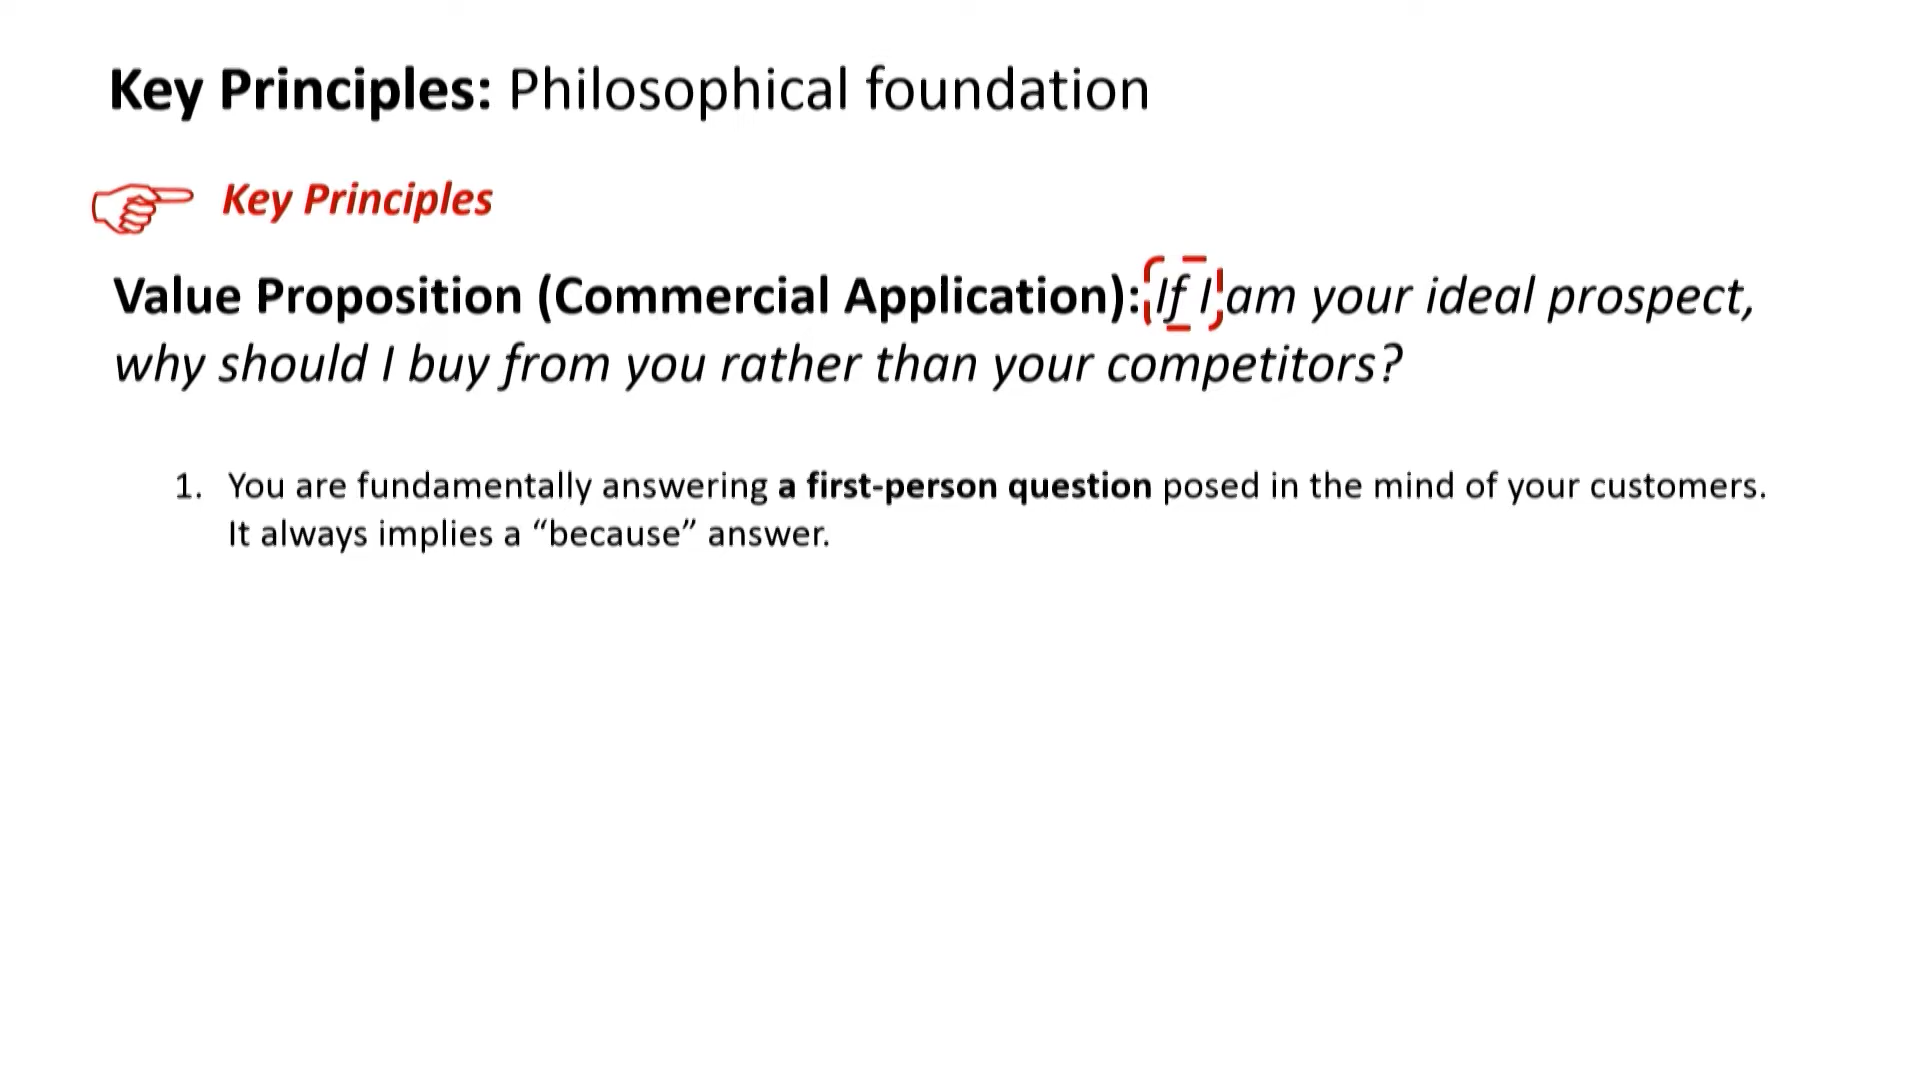 Key Principles: Philosophical foundation
Key Principles
Value Proposition (Commercial Application): If I am your ideal prospect,
why should I buy from you rather than your competitors?
1. You are fundamentally answering a first-person question posed in the mind of your customers.
It always implies a “because” answer.